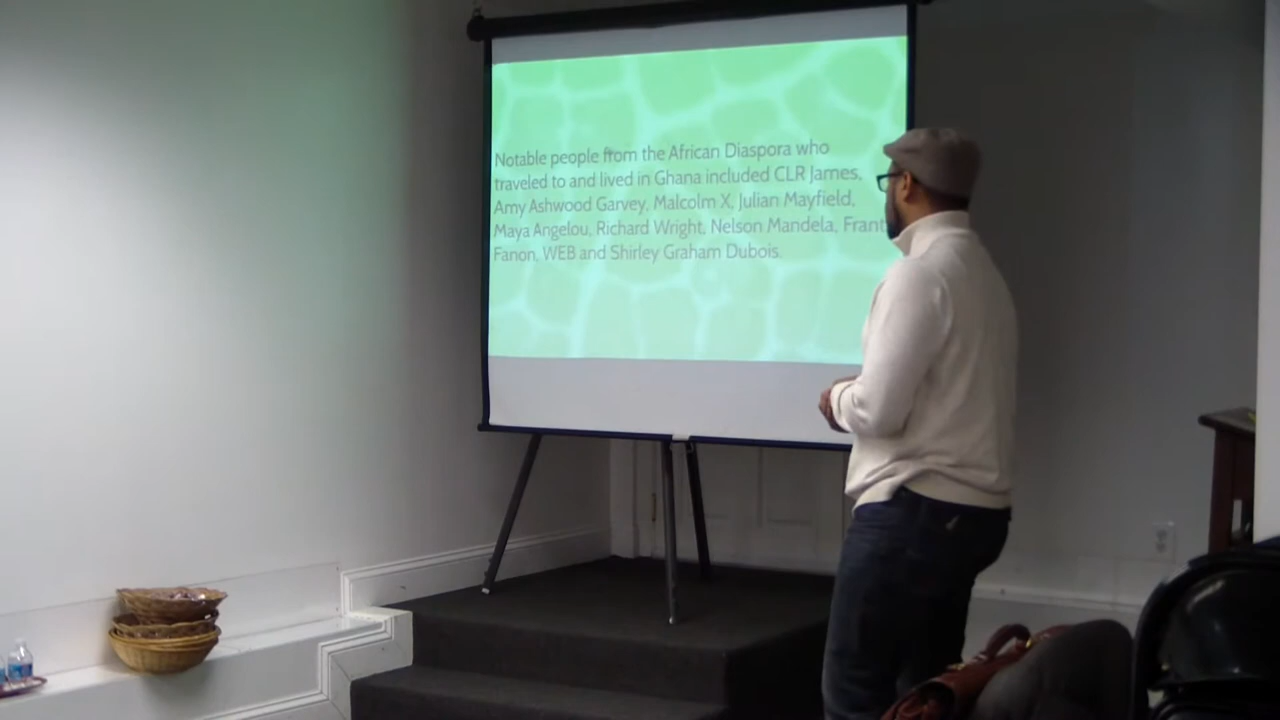 Notable people from the African Diaspora who
traveled to and lived in Ghana included CLR James,
Amy Ashwood Garvey, Malcolm X, Julian Mayfield,
Maya Angelou, Richard Wright, Nelson Mandela, Frant
Fanon, WEB and Shirley Graham Dubois.